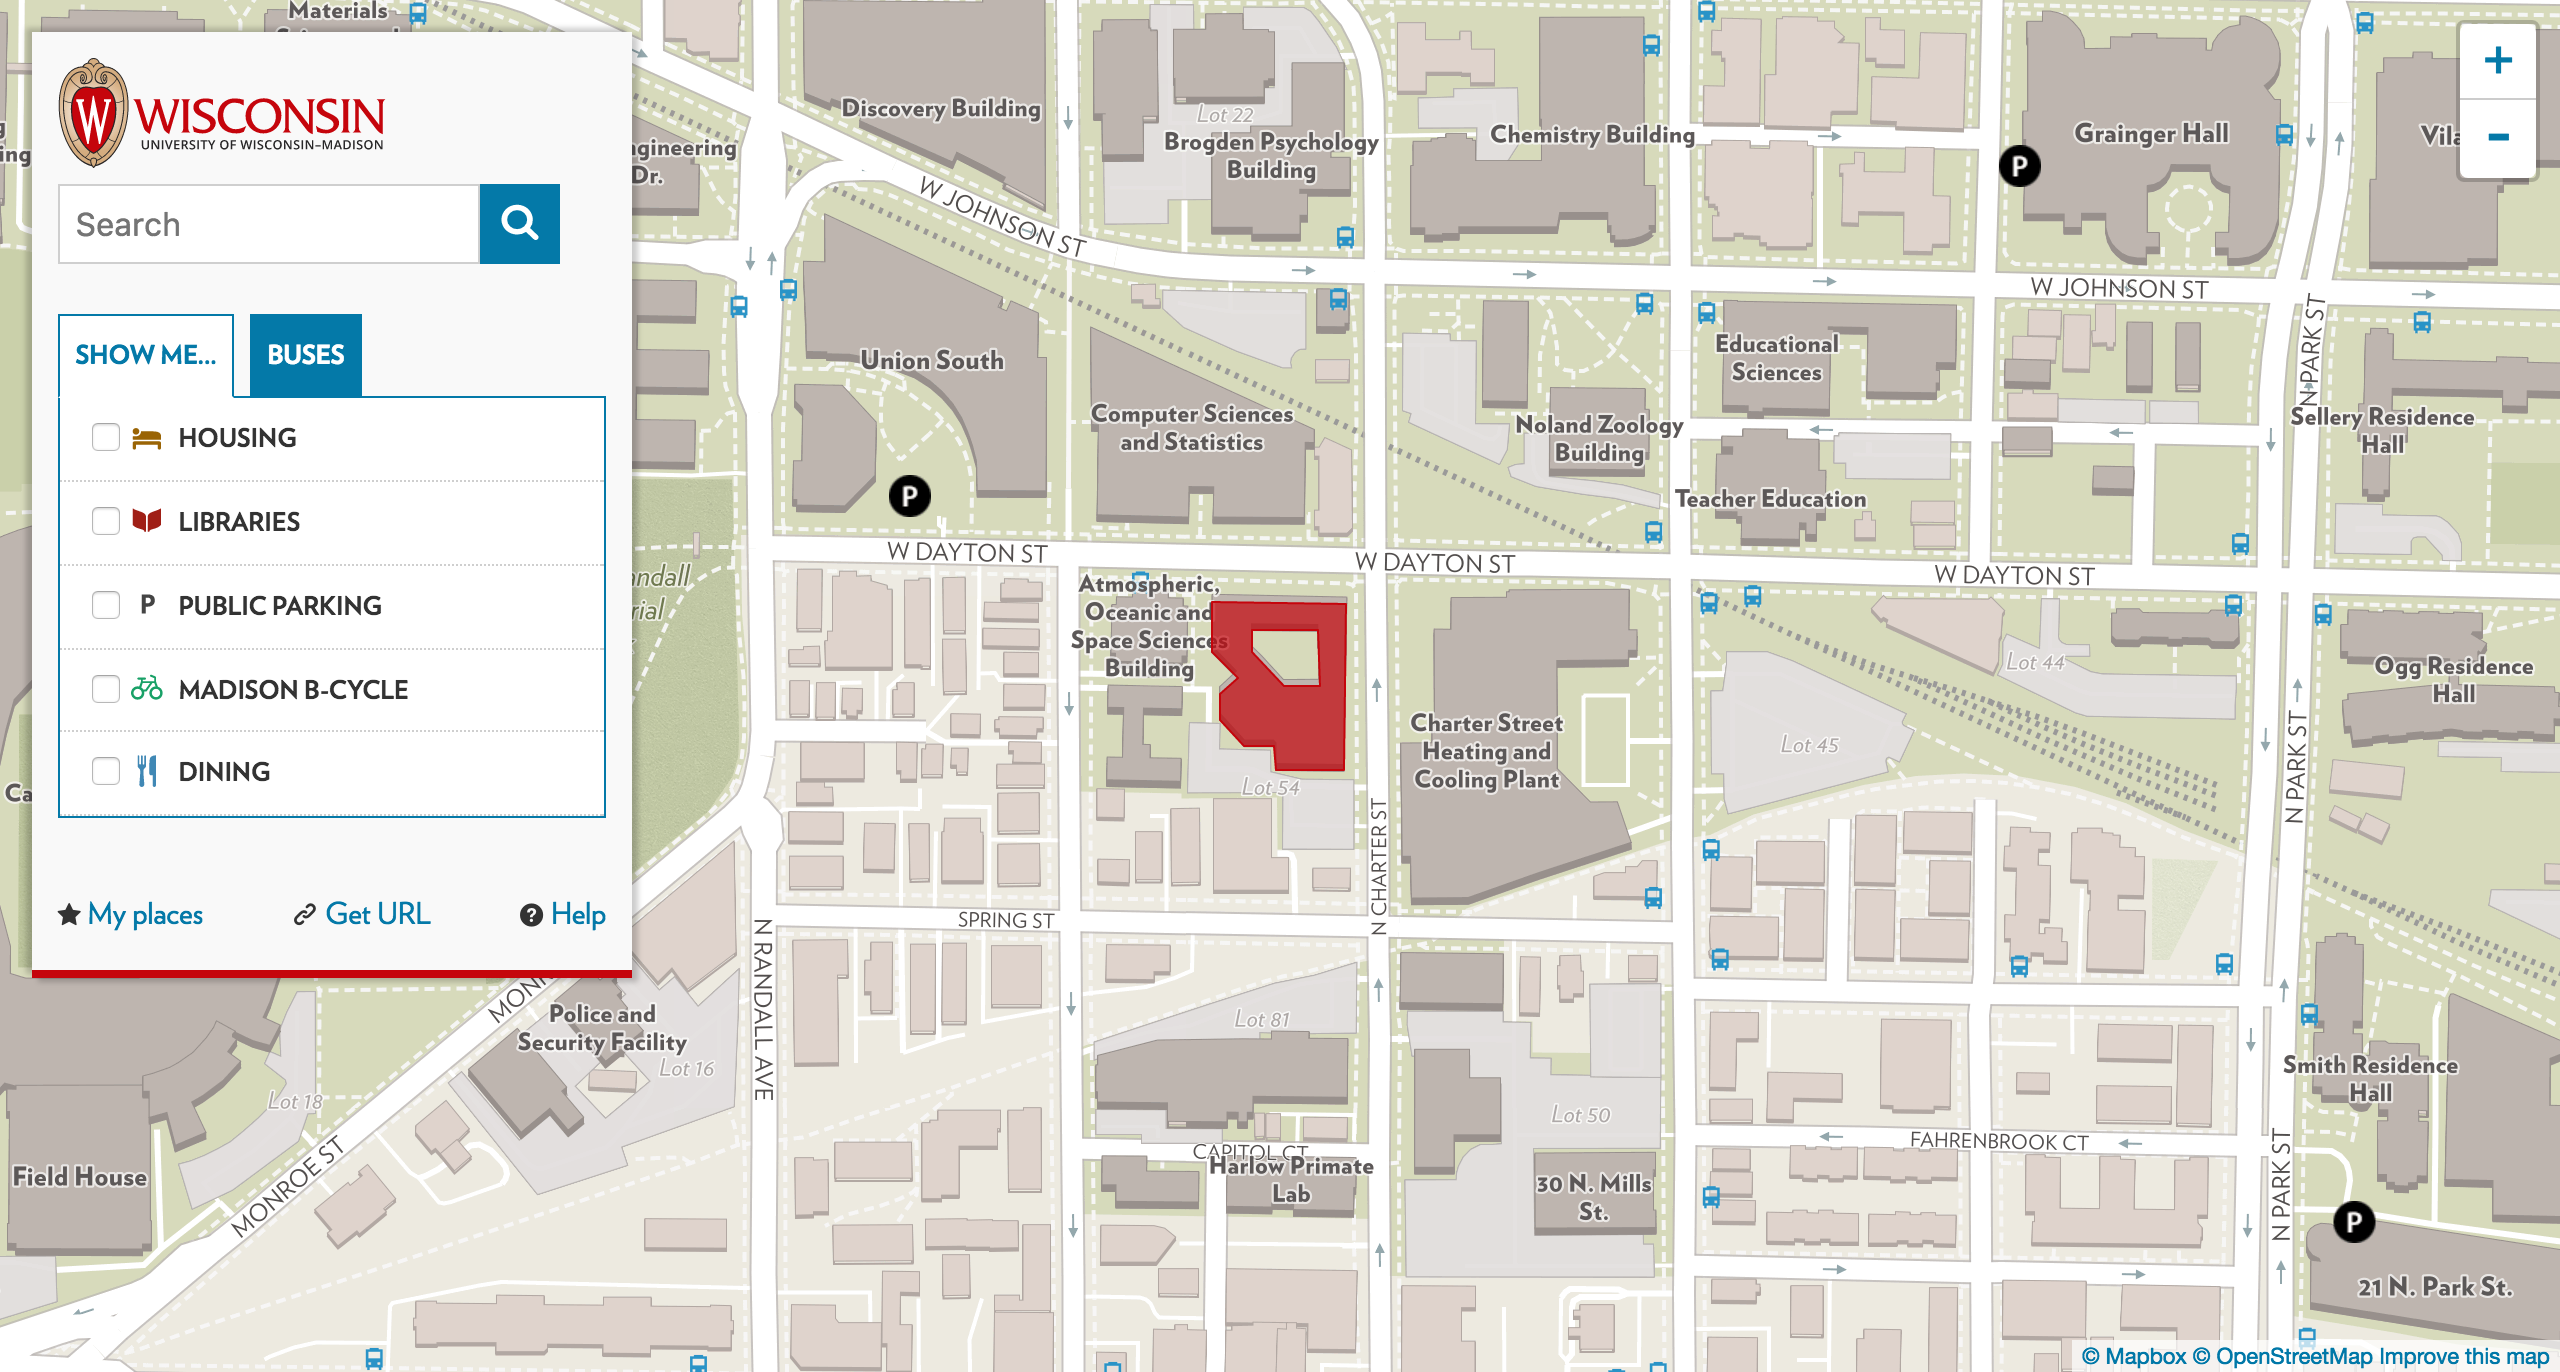 Materials
WISCONSIN
UNIVERSITY OF WISCONSIN–MADISON
Search
SHOW ME...
BUSES
HOUSING
LIBRARIES
P
PUBLIC PARKING
MADISON B-CYCLE
DINING
My places
Get URL
? Help
Dr.
Discovery Building
Lot 22
Brogden Psychology
Building
Chemistry Building
Grainger Hall
P
+
−
W JOHNSON ST
W JOHNSON ST
N PARK ST
Union South
P
Computer Sciences
and Statistics
Noland Zoology
Building
Educational
Sciences
Teacher Education
Sellery Residence
Hall
W DAYTON ST
W DAYTON ST
W DAYTON ST
Atmospheric,
Oceanic and
Space Sciences
Building
Lot 54
Charter Street
Heating and
Cooling Plant
Lot 44
Lot 45
Ogg Residence
Hall
N PARK ST
N CHARTER ST
SPRING ST
N RANDALL AVE
Police and
Security Facility
Lot 16
Lot 18
Field House
MONROE ST
Lot 81
CAPITOL CT
Harlow Primate
Lab
Lot 50
30 N. Mills
St.
FAHRENBROOK CT
Smith Residence
Hall
N PARK ST
P
21 N. Park St.
© Mapbox © OpenStreetMap Improve this map